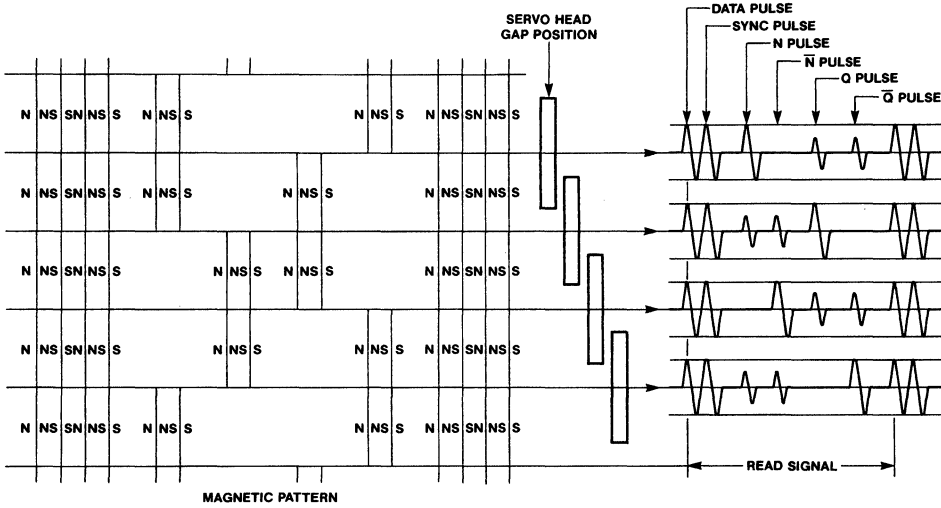 DATA PULSE
SYNC PULSE
N PULSE
N̅ PULSE
Q PULSE
Q̅ PULSE
SERVO HEAD
GAP POSITION
N NS SN NS S N NS S N NS S N NS SN NS S
N NS SN NS S N NS S N NS S N NS SN NS S
N NS SN NS S N NS S N NS S N NS SN NS S
N NS SN NS S N NS S N NS S N NS SN NS S
N NS SN NS S N NS S N NS S N NS SN NS S
READ SIGNAL
MAGNETIC PATTERN